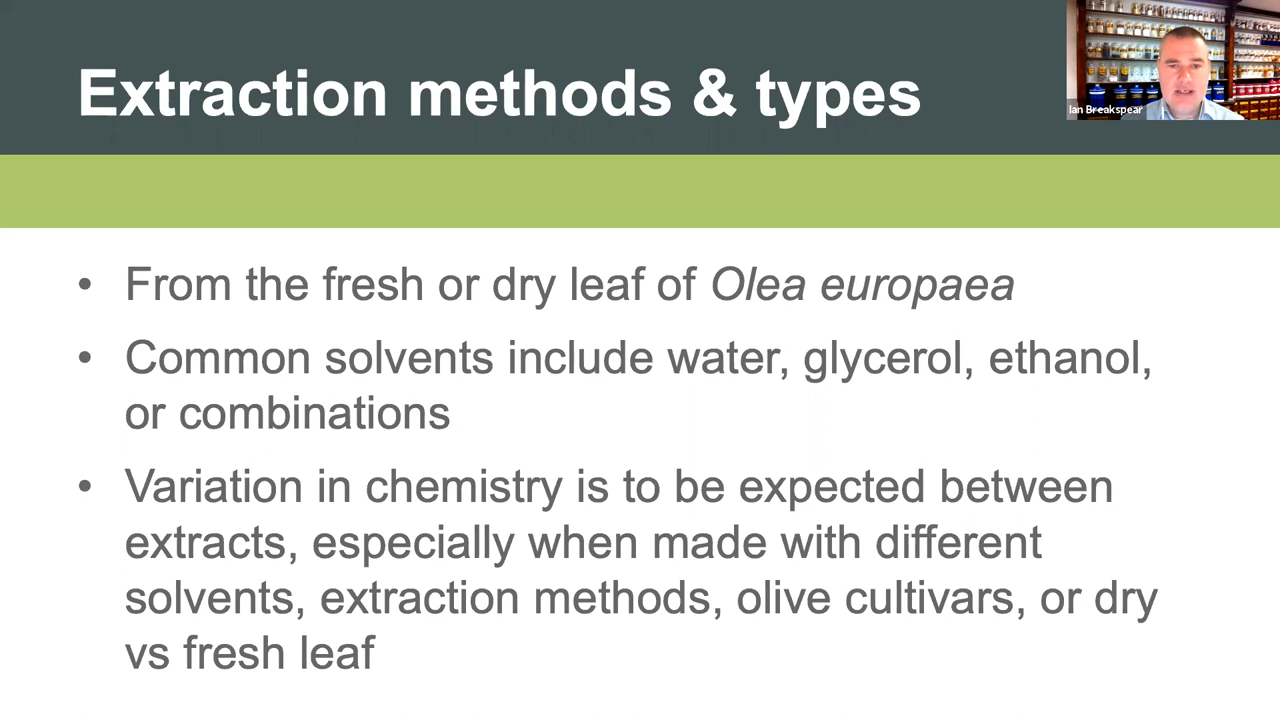 Extraction methods & types
Ian Breakspear
• From the fresh or dry leaf of Olea europaea
• Common solvents include water, glycerol, ethanol,
or combinations
• Variation in chemistry is to be expected between
extracts, especially when made with different
solvents, extraction methods, olive cultivars, or dry
vs fresh leaf